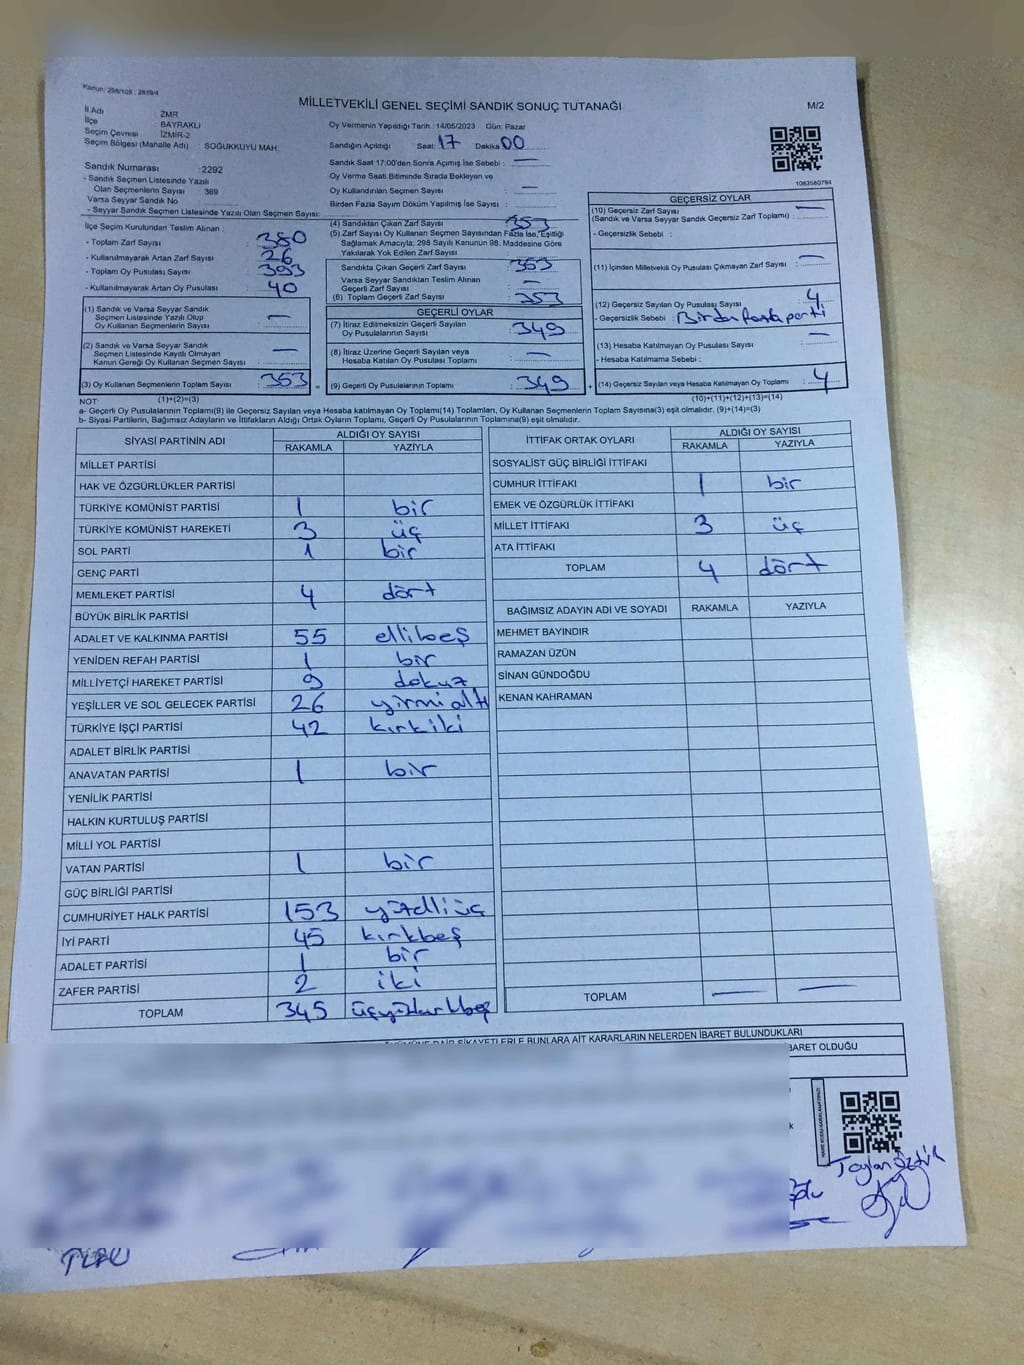 Kanun: 298/105 ; 2839/4
MİLLETVEKİLİ GENEL SEÇİMİ SANDIK SONUÇ TUTANAĞI
M/2
İl Adı : ZMR
İlçe BAYRAKLI
Seçim Çevresi İZMİR-2
Seçim Bölgesi (Mahalle Adı) : SOĞUKKUYU MAH.
Sandık Numarası : 2292
- Sandık Seçmen Listesinde Yazılı
Olan Seçmenlerin Sayısı 369
Varsa Seyyar Sandık No
- Seyyar Sandık Seçmen Listesinde Yazılı Olan Seçmen Sayısı:
Oy Vermenin Yapıldığı Tarih : 14/05/2023 Gün: Pazar
Sandığın Açıldığı Saat: 17 Dakika: 00
Sandık Saat 17:00'den Sonra Açımış İse Sebebi : —
Oy Verme Saati Bitiminde Sırada Bekleyen ve
Oy Kullandırılan Seçmen Sayısı : —
Birden Fazla Sayım Döküm Yapılmış İse Sayısı :
1083580794
İlçe Seçim Kurulundan Teslim Alınan :
- Toplam Zarf Sayısı : 380
- Kullanılmayarak Artan Zarf Sayısı : 26
- Toplam Oy Pusulası Sayısı : 393
- Kullanılmayarak Artan Oy Pusulası : 40
(1) Sandık ve Varsa Seyyar Sandık
Seçmen Listesinde Yazılı Olup
Oy Kullanan Seçmenlerin Sayısı : —
(2) Sandık ve Varsa Seyyar Sandık
Seçmen Listesinde Kayıtlı Olmayan
Kanun Gereği Oy Kullanan Seçmen Sayısı : —
(3) Oy Kullanan Seçmenlerin Toplam Sayısı : 353
(4) Sandıktan Çıkan Zarf Sayısı : 353
(5) Zarf Sayısı Oy Kullanan Seçmen Sayısından Fazla İse, Eşitliği
Sağlamak Amacıyla; 298 Sayılı Kanunun 98. Maddesine Göre
Yakılarak Yok Edilen Zarf Sayısı :
Sandıkta Çıkan Geçerli Zarf Sayısı : 353
Varsa Seyyar Sandıktan Teslim Alınan
Geçerli Zarf Sayısı : —
(6) Toplam Geçerli Zarf Sayısı : 353
GEÇERLİ OYLAR
(7) İtiraz Edilmeksizin Geçerli Sayılan
Oy Pusulalarının Sayısı : 349
(8) İtiraz Üzerine Geçerli Sayılan veya
Hesaba Katılan Oy Pusulası Toplamı : —
(9) Geçerli Oy Pusulalarının Toplamı : 349
GEÇERSİZ OYLAR
(10) Geçersiz Zarf Sayısı
(Sandık ve Varsa Seyyar Sandık Geçersiz Zarf Toplamı) : —
- Geçersizlik Sebebi :
(11) İçinden Milletvekili Oy Pusulası Çıkmayan Zarf Sayısı : —
(12) Geçersiz Sayılan Oy Pusulası Sayısı : 4
- Geçersizlik Sebebi : Birden fazla parti
(13) Hesaba Katılmayan Oy Sayısı : —
- Hesaba Katılmama Sebebi :
(14) Geçersiz Sayılan veya Hesaba Katılmayan Oy Toplamı : 4
NOT (1)+(2)=(3)
(10)+(11)+(12)+(13)=(14)
a- Geçerli Oy Pusulalarının Toplamı(9) ile Geçersiz Sayılan veya Hesaba katılmayan Oy Toplamı(14) Toplamları, Oy Kullanan Seçmenlerin Toplam Sayısına(3) eşit olmalıdır. (9)+(14)=(3)
b- Siyasi Partilerin, Bağımsız Adayların ve İttifakların Aldığı Ortak Oyların Toplamı, Geçerli Oy Pusulalarının Toplamına(9) eşit olmalıdır.
SİYASİ PARTİNİN ADI ALDIĞI OY SAYISI
RAKAMLA YAZIYLA
MİLLET PARTİSİ
HAK VE ÖZGÜRLÜKLER PARTİSİ
TÜRKİYE KOMÜNİST PARTİSİ 1 bir
TÜRKİYE KOMÜNİST HAREKETİ 3 üç
SOL PARTİ 1 bir
GENÇ PARTİ
MEMLEKET PARTİSİ 4 dört
BÜYÜK BİRLİK PARTİSİ
ADALET VE KALKINMA PARTİSİ 55 ellibeş
YENİDEN REFAH PARTİSİ 1 bir
MİLLİYETÇİ HAREKET PARTİSİ 9 dokuz
YEŞİLLER VE SOL GELECEK PARTİSİ 26 yirmialtı
TÜRKİYE İŞÇİ PARTİSİ 42 kırkiki
ADALET BİRLİK PARTİSİ
ANAVATAN PARTİSİ 1 bir
YENİLİK PARTİSİ
HALKIN KURTULUŞ PARTİSİ
MİLLİ YOL PARTİSİ
VATAN PARTİSİ 1 bir
GÜÇ BİRLİĞİ PARTİSİ
CUMHURİYET HALK PARTİSİ 153 yüzelliüç
İYİ PARTİ 45 kırkbeş
ADALET PARTİSİ 1 bir
ZAFER PARTİSİ 2 iki
TOPLAM 345 üçyüzkırkbeş
İTTİFAK ORTAK OYLARI ALDIĞI OY SAYISI
RAKAMLA YAZIYLA
SOSYALİST GÜÇ BİRLİĞİ İTTİFAKI
CUMHUR İTTİFAKI 1 bir
EMEK VE ÖZGÜRLÜK İTTİFAKI
MİLLET İTTİFAKI 3 üç
ATA İTTİFAKI
TOPLAM 4 dört
BAĞIMSIZ ADAYIN ADI VE SOYADI RAKAMLA YAZIYLA
MEHMET BAYINDIR
RAMAZAN ÜZÜN
SİNAN GÜNDOĞDU
KENAN KAHRAMAN
TOPLAM — —
ŞİKAYETLERLE BUNLARA AİT KARARLARIN NELERDEN İBARET BULUNDUKLARI
BARET OLDUĞU